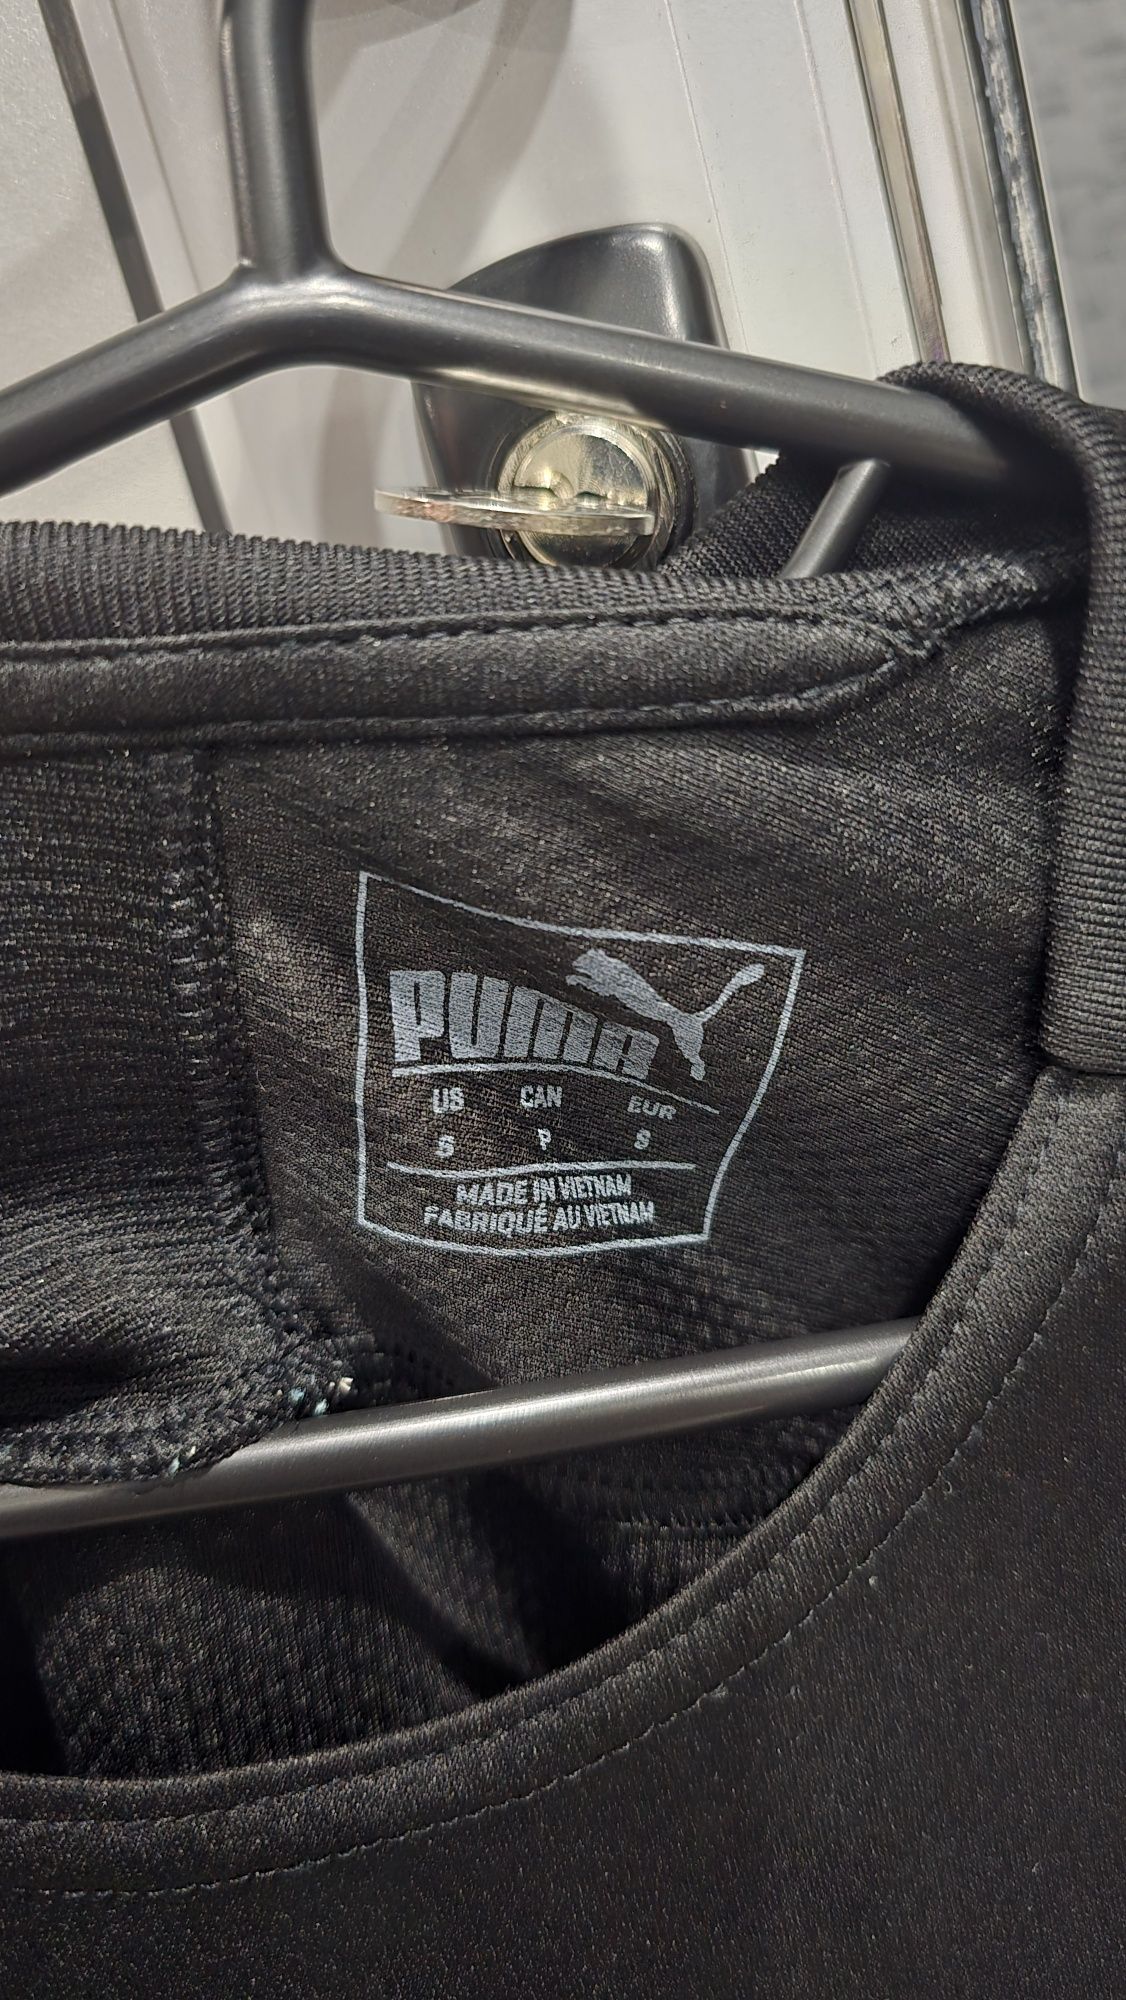 PUMA
US CAN EUR
S P S
MADE IN VIETNAM
FABRIQUÉ AU VIETNAM